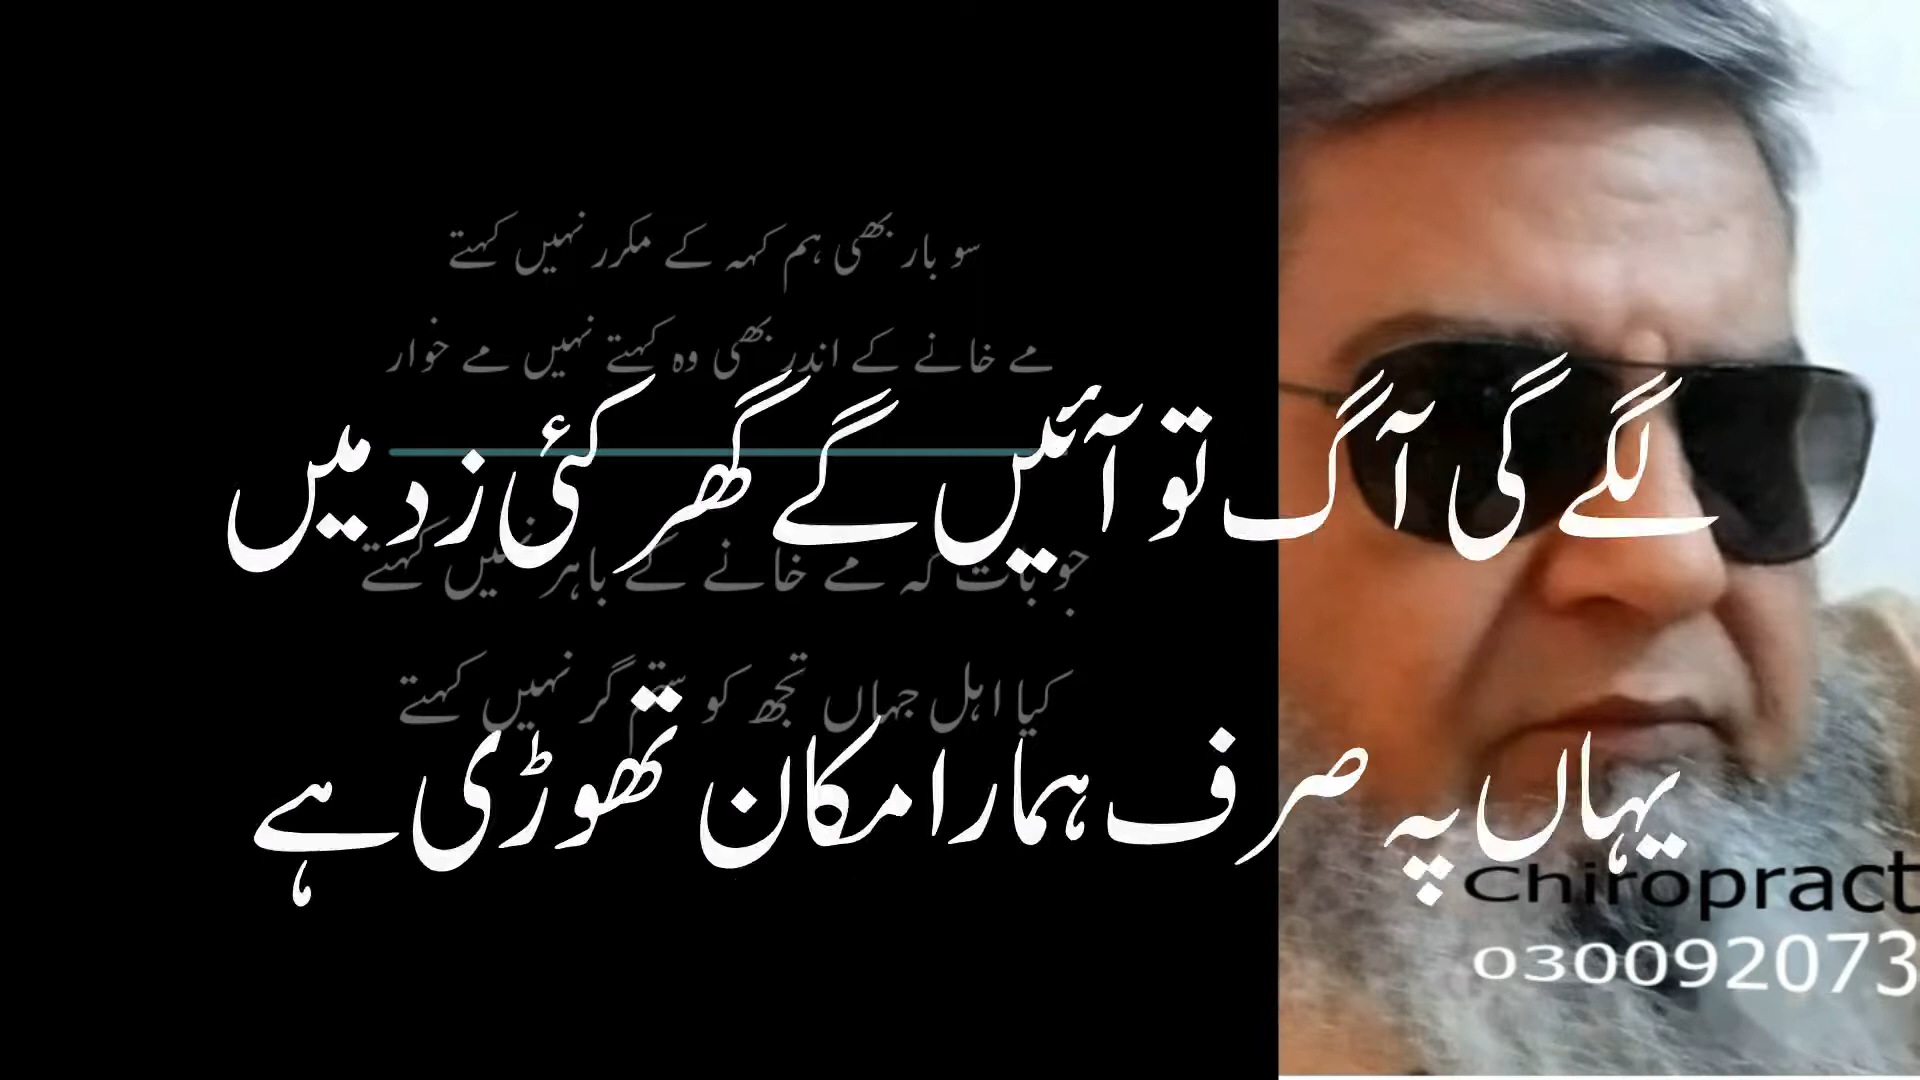 سو بار بھی ہم کہہ کے مکرر نہیں کہتے
مے خانے کے اندر بھی وہ کہتے نہیں مے خوار
لگے گی آگ تو آئیں گے گھر کئی زد میں
جو بات کہ مے خانے کے باہر نہیں کہتے
کیا اہل جہاں تجھ کو ستم گر نہیں کہتے
یہاں پہ صرف ہمارا مکان تھوڑی ہے
Chiropract
030092073